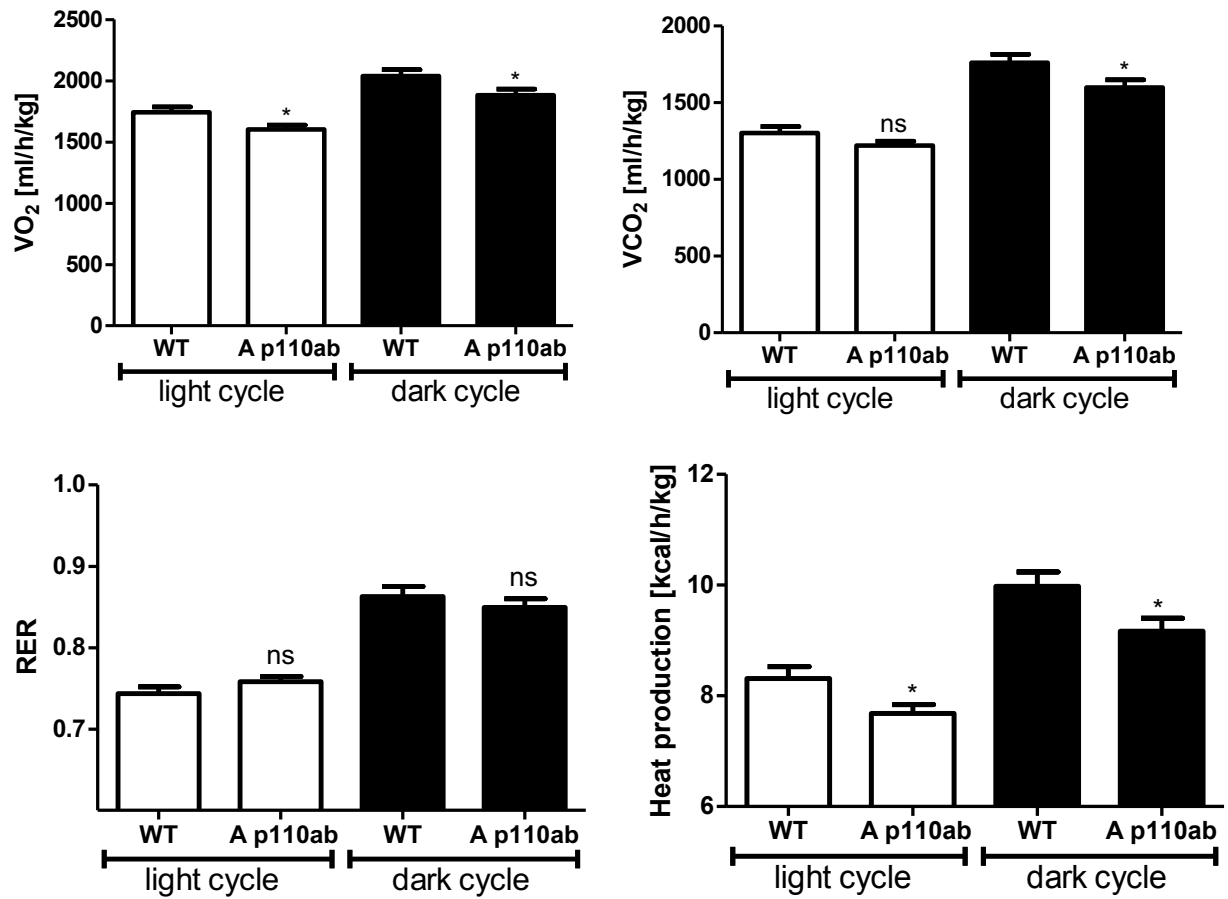 2500
2000
1500
1000
500
0
VO2 [ml/h/kg]
*
*
WT A p110ab WT A p110ab
light cycle dark cycle
2000
1500
1000
500
0
VCO2 [ml/h/kg]
ns
*
WT A p110ab WT A p110ab
light cycle dark cycle
1.0
0.9
0.8
0.7
RER
ns
ns
WT A p110ab WT A p110ab
light cycle dark cycle
12
10
8
6
Heat production [kcal/h/kg]
*
*
WT A p110ab WT A p110ab
light cycle dark cycle